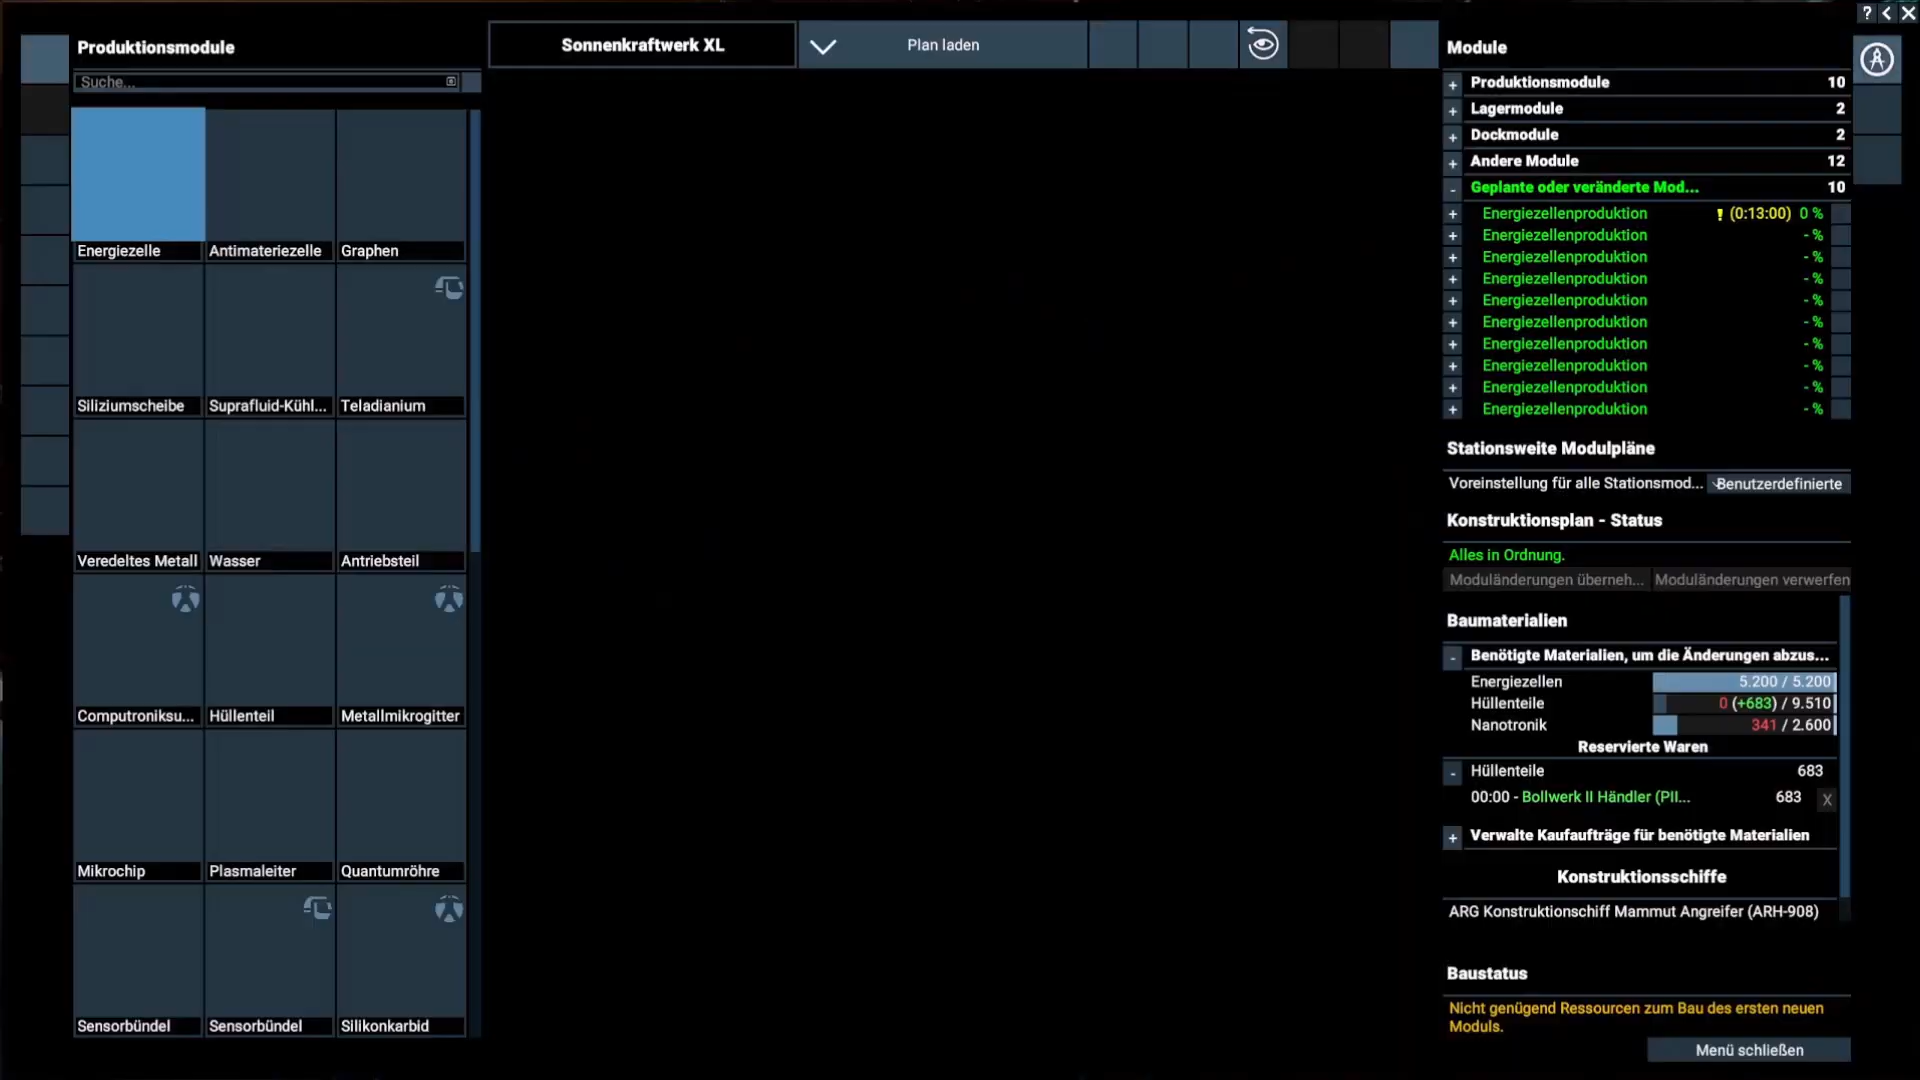 Produktionsmodule
Suche...
Energiezelle
Antimateriezelle
Graphen
Siliziumscheibe
Suprafluid-Kühl...
Teladianium
Veredeltes Metall
Wasser
Antriebsteil
Computroniksu...
Hüllenteil
Metallmikrogitter
Mikrochip
Plasmaleiter
Quantumröhre
Sensorbündel
Sensorbündel
Silikonkarbid
Sonnenkraftwerk XL
Plan laden
?
Module
+ Produktionsmodule 10
+ Lagermodule 2
+ Dockmodule 2
+ Andere Module 12
- Geplante oder veränderte Mod... 10
+ Energiezellenproduktion ! (0:13:00) 0 %
+ Energiezellenproduktion - %
+ Energiezellenproduktion - %
+ Energiezellenproduktion - %
+ Energiezellenproduktion - %
+ Energiezellenproduktion - %
+ Energiezellenproduktion - %
+ Energiezellenproduktion - %
+ Energiezellenproduktion - %
+ Energiezellenproduktion - %
Stationsweite Modulpläne
Voreinstellung für alle Stationsmod... Benutzerdefinierte
Konstruktionsplan - Status
Alles in Ordnung.
Moduländerungen überneh... Moduländerungen verwerfen
Baumaterialien
- Benötigte Materialien, um die Änderungen abzus...
Energiezellen 5.200 / 5.200
Hüllenteile 0 (+683) / 9.510
Nanotronik 341 / 2.600
Reservierte Waren
- Hüllenteile 683
00:00 - Bollwerk II Händler (PII... 683 X
+ Verwalte Kaufaufträge für benötigte Materialien
Konstruktionsschiffe
ARG Konstruktionschiff Mammut Angreifer (ARH-908)
Baustatus
Nicht genügend Ressourcen zum Bau des ersten neuen
Moduls.
Menü schließen